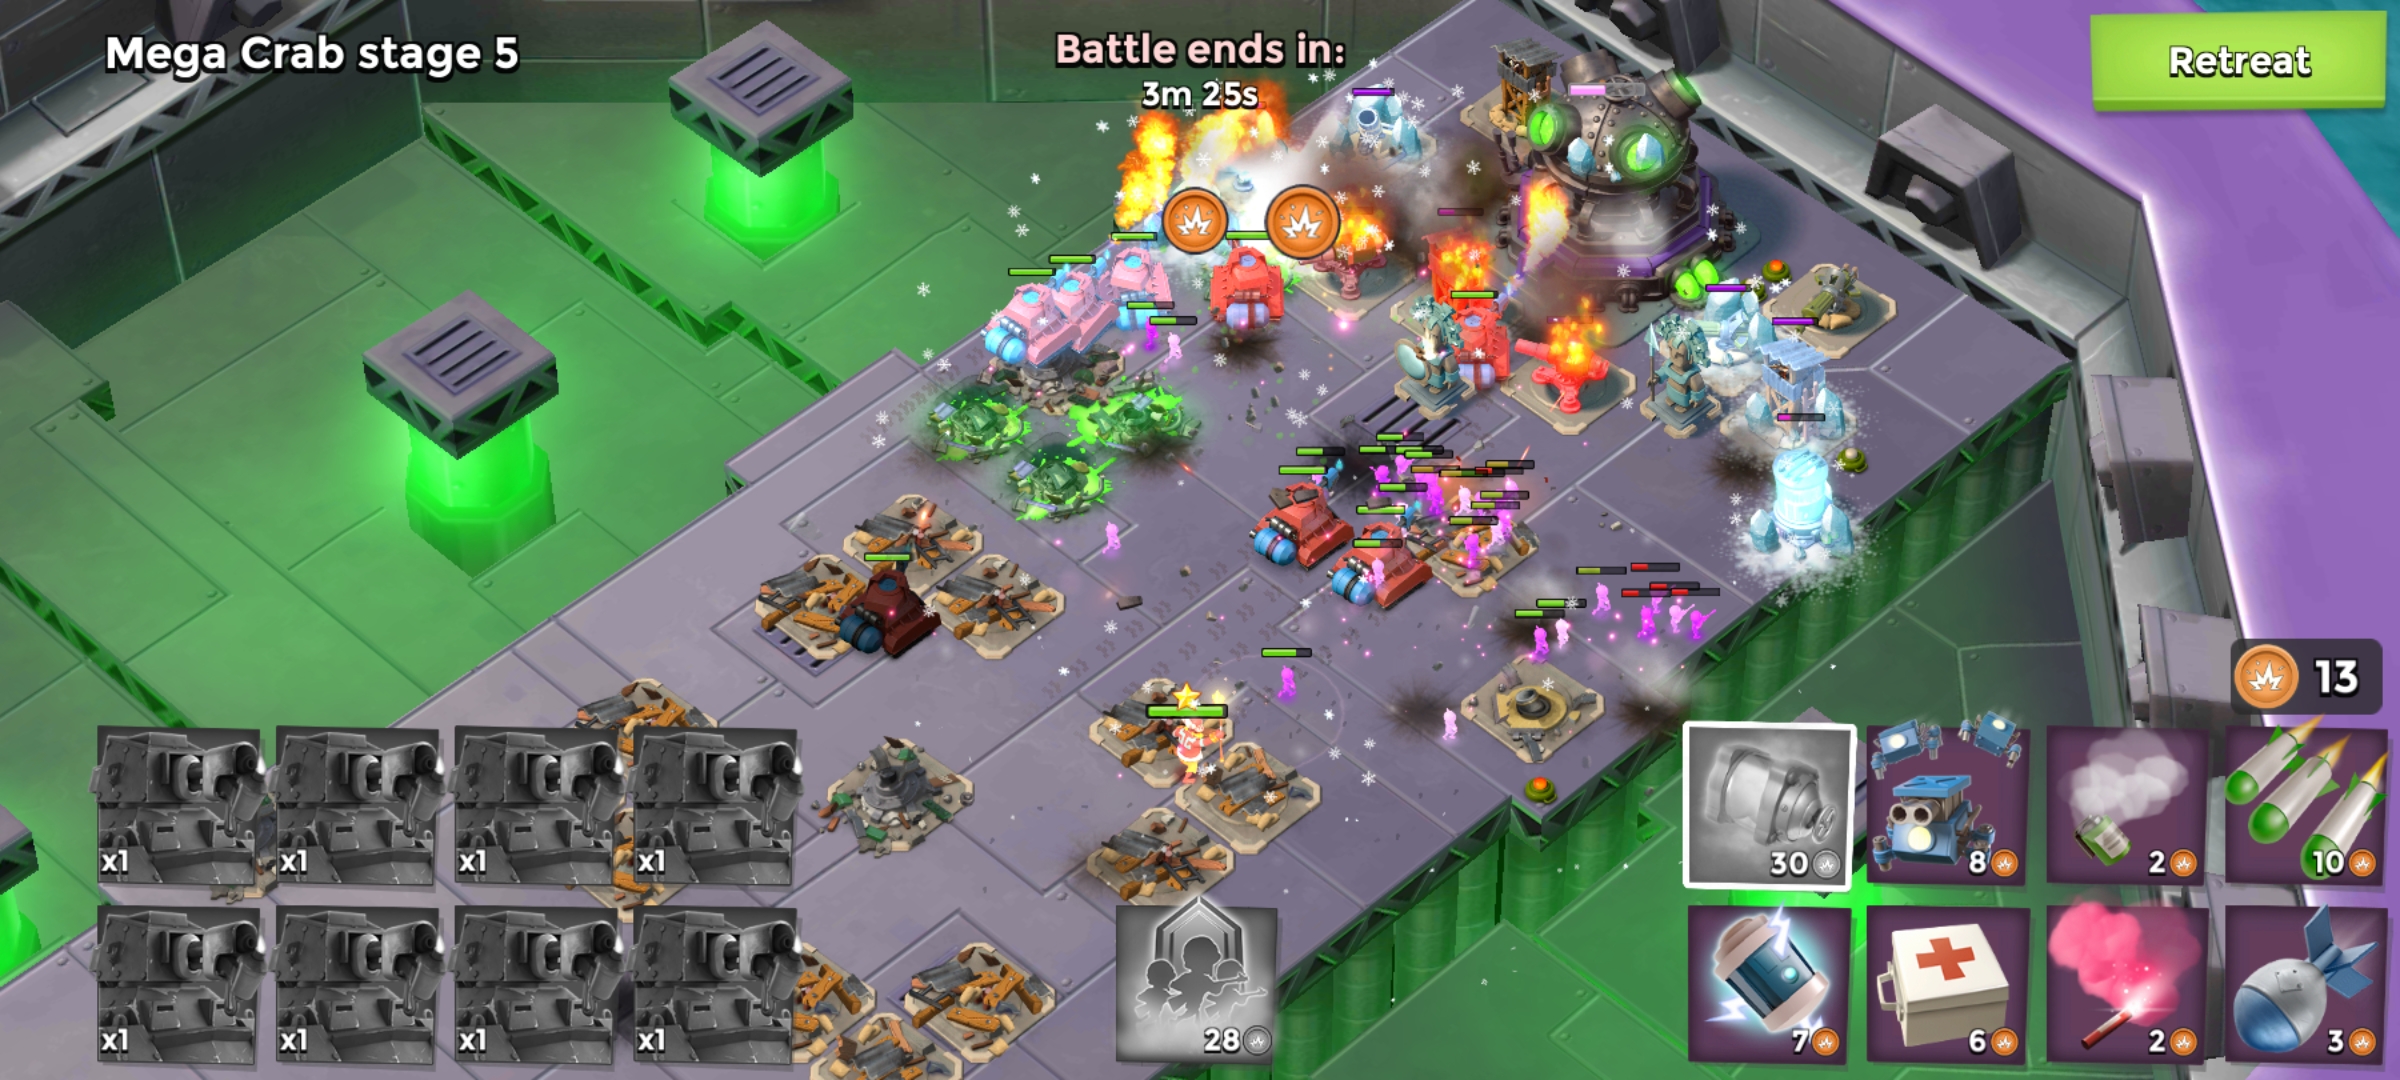 Mega Crab stage 5
Battle ends in:
3m 25s
Retreat
13
x1
x1
x1
x1
30
8
2
10
x1
x1
x1
x1
28
7
6
2
3